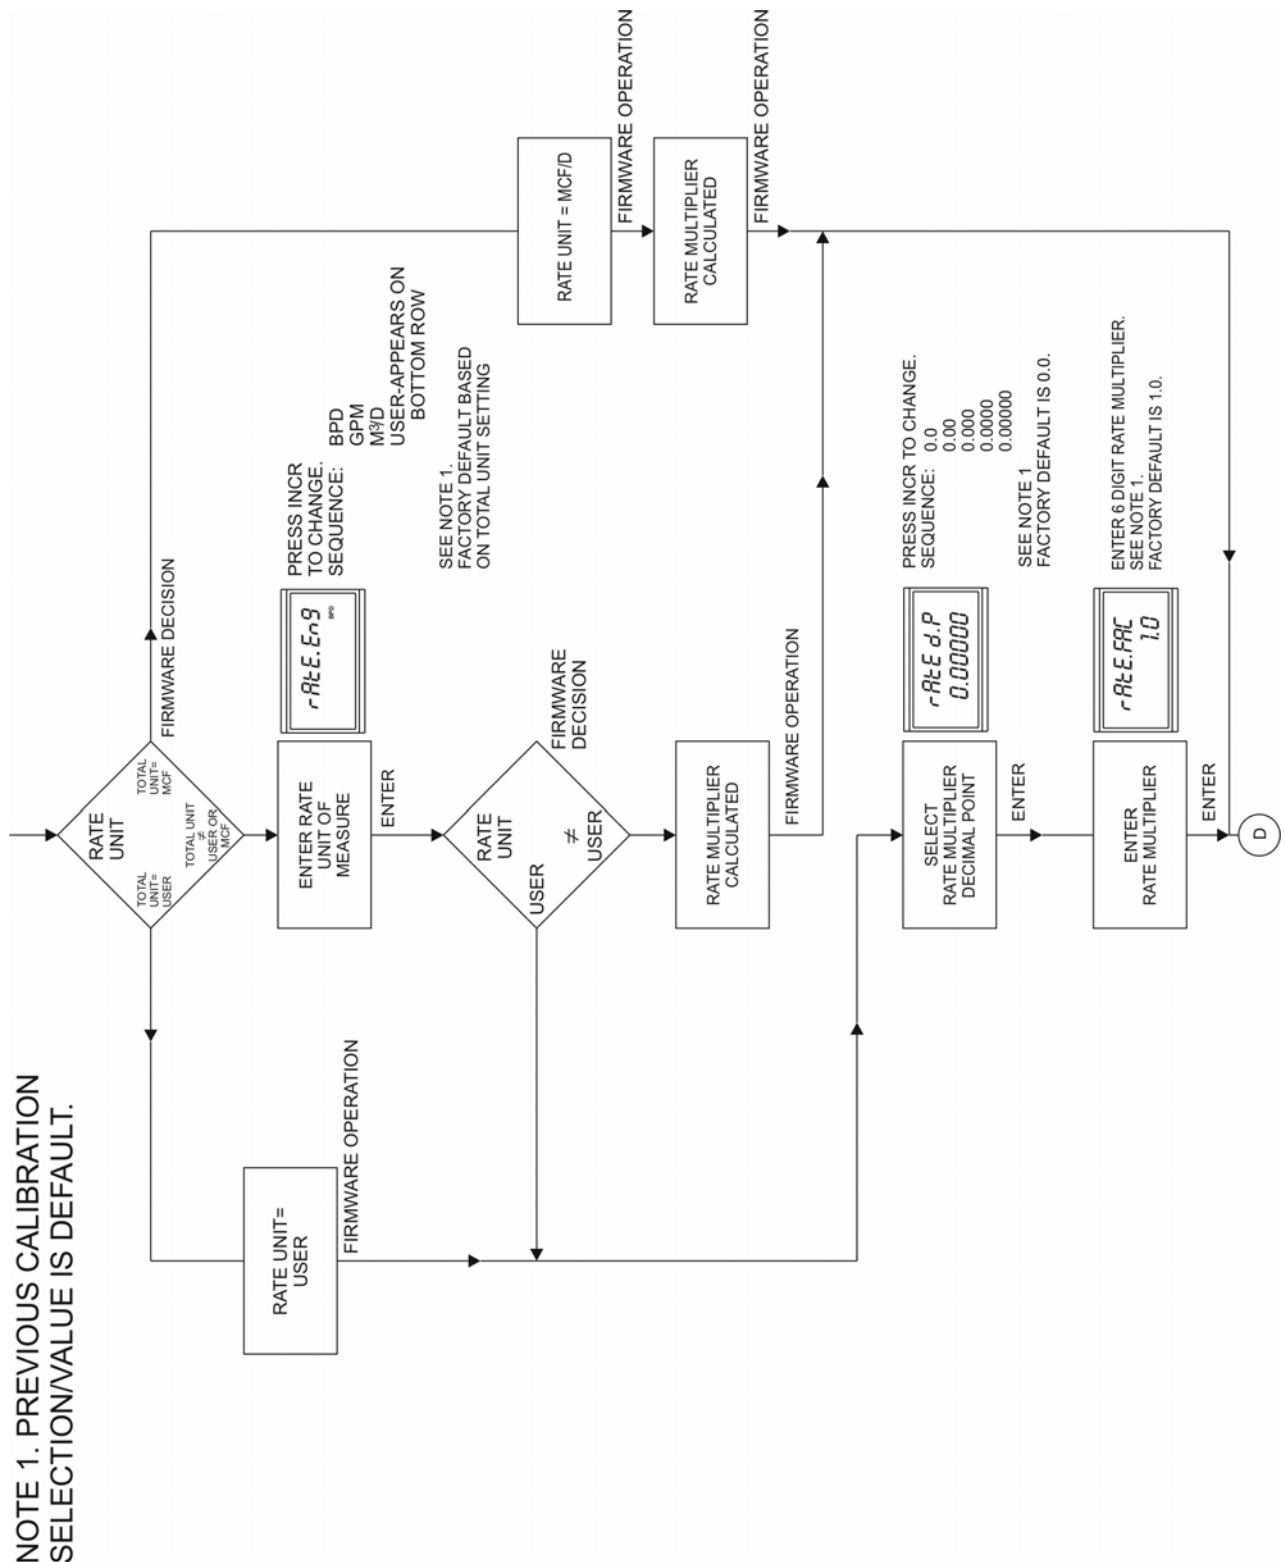 NOTE 1. PREVIOUS CALIBRATION
SELECTION/VALUE IS DEFAULT.
RATE
UNIT
TOTAL
UNIT=
USER
TOTAL
UNIT=
MCF
TOTAL UNIT
≠
USER OR
MCF
FIRMWARE DECISION
RATE UNIT=
USER
FIRMWARE OPERATION
ENTER RATE
UNIT OF
MEASURE
ENTER
rAtE.Eng
BPD
PRESS INCR
TO CHANGE.
SEQUENCE:
BPD
GPM
M³/D
USER-APPEARS ON
BOTTOM ROW
SEE NOTE 1.
FACTORY DEFAULT BASED
ON TOTAL UNIT SETTING
RATE
UNIT
USER
≠
USER
FIRMWARE
DECISION
RATE UNIT = MCF/D
FIRMWARE OPERATION
RATE MULTIPLIER
CALCULATED
FIRMWARE OPERATION
RATE MULTIPLIER
CALCULATED
FIRMWARE OPERATION
SELECT
RATE MULTIPLIER
DECIMAL POINT
ENTER
rAtE d.P
0.00000
PRESS INCR TO CHANGE.
SEQUENCE: 0.0
0.00
0.000
0.0000
0.00000
SEE NOTE 1
FACTORY DEFAULT IS 0.0.
ENTER
RATE MULTIPLIER
ENTER
rAtE.FAC
1.0
ENTER 6 DIGIT RATE MULTIPLIER.
SEE NOTE 1.
FACTORY DEFAULT IS 1.0.
D